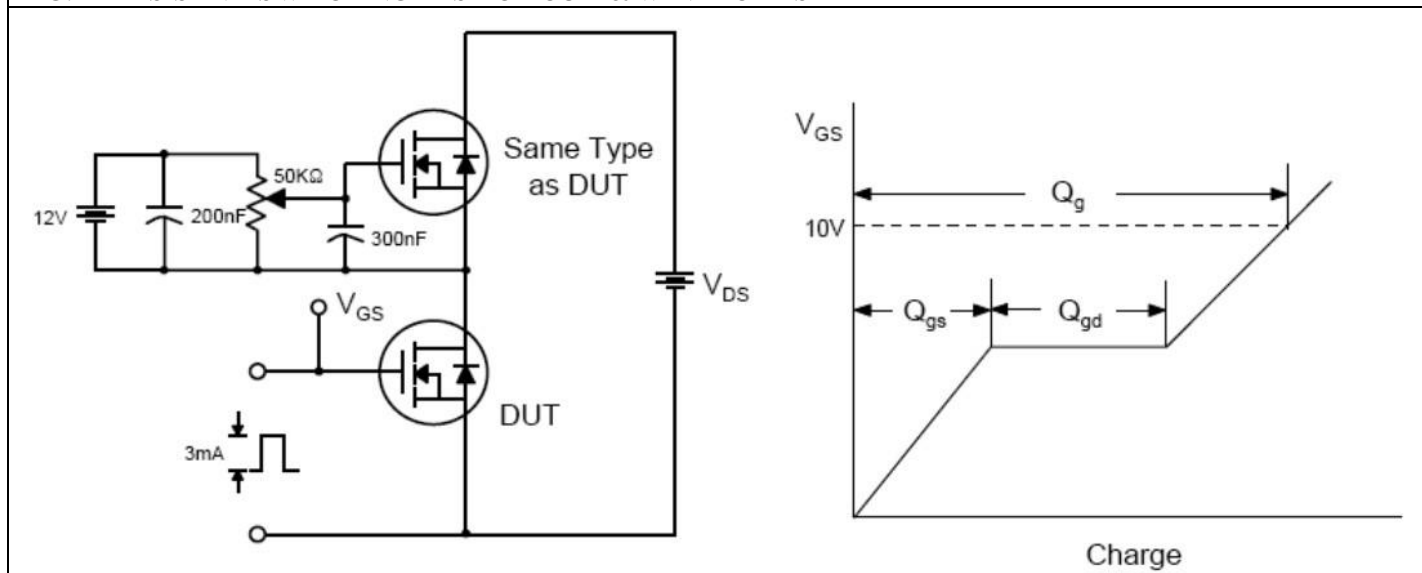 Same Type
as DUT
50KΩ
12V
200nF
300nF
V_GS
V_DS
DUT
3mA
V_GS
Q_g
10V
Q_gs
Q_gd
Charge